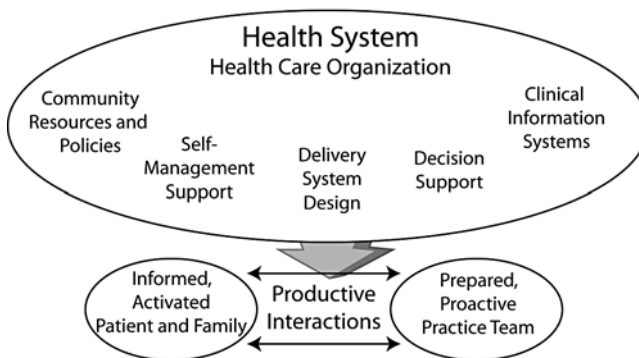 Health System
Health Care Organization
Community
Resources and
Policies
Self-
Management
Support
Delivery
System
Design
Decision
Support
Clinical
Information
Systems
Informed,
Activated
Patient and Family
Productive
Interactions
Prepared,
Proactive
Practice Team